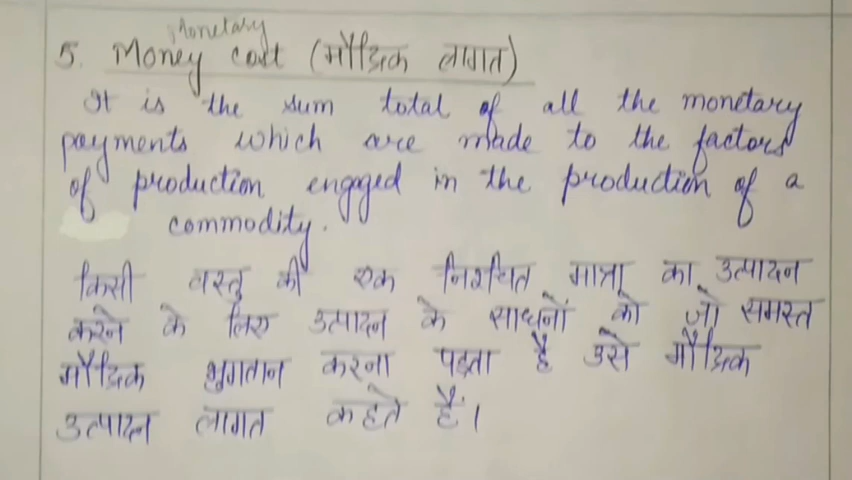 Monetary
5. Money cost (मौद्रिक लागत)
It is the sum total of all the monetary
payments which are made to the factors
of production engaged in the production of a
commodity.
किसी वस्तु की एक निश्चित मात्रा का उत्पादन
करने के लिए उत्पादन के साधनों को जो समस्त
मौद्रिक भुगतान करना पड़ता है उसे मौद्रिक
उत्पादन लागत कहते हैं।